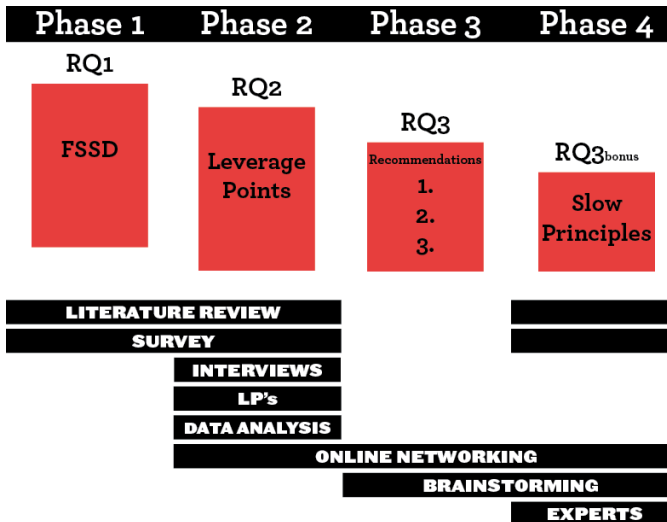 Phase 1 Phase 2 Phase 3 Phase 4
RQ1
FSSD
RQ2
Leverage
Points
RQ3
Recommendations
1.
2.
3.
RQ3bonus
Slow
Principles
LITERATURE REVIEW
SURVEY
INTERVIEWS
LP's
DATA ANALYSIS
ONLINE NETWORKING
BRAINSTORMING
EXPERTS